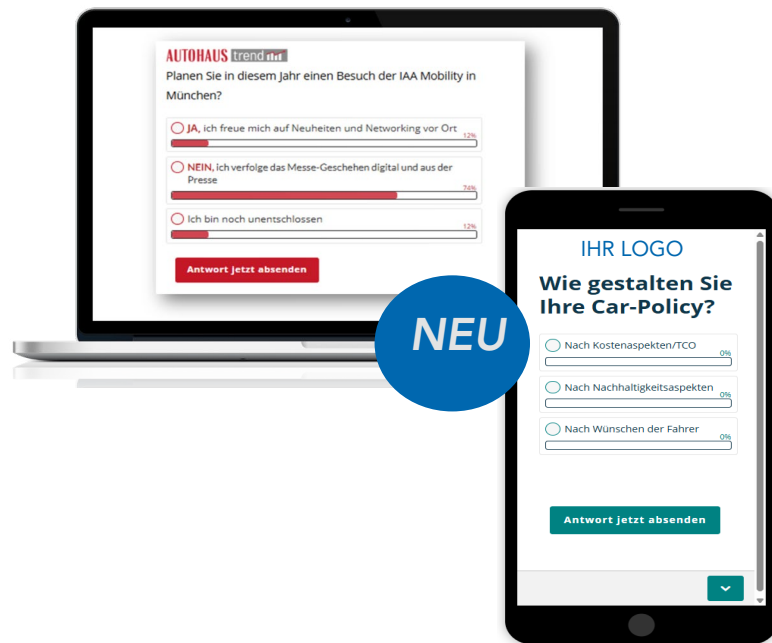 AUTOHAUS trend
Planen Sie in diesem Jahr einen Besuch der IAA Mobility in
München?
JA, ich freue mich auf Neuheiten und Networking vor Ort
12%
NEIN, ich verfolge das Messe-Geschehen digital und aus der
Presse
74%
Ich bin noch unentschlossen
12%
Antwort jetzt absenden
NEU
IHR LOGO
Wie gestalten Sie
Ihre Car-Policy?
Nach Kostenaspekten/TCO
0%
Nach Nachhaltigkeitsaspekten
0%
Nach Wünschen der Fahrer
0%
Antwort jetzt absenden